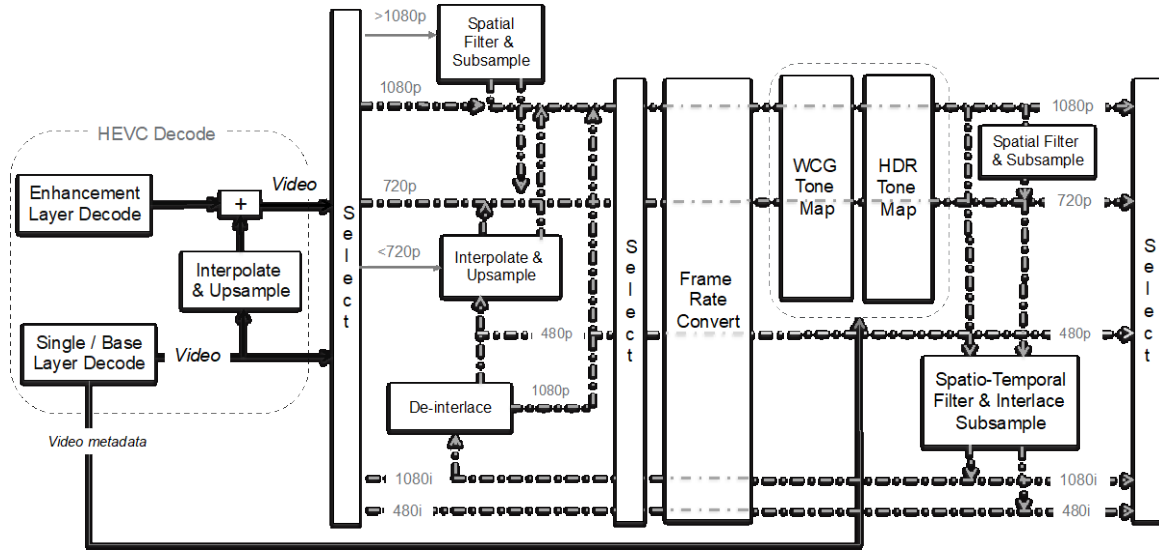 >1080p
Spatial
Filter &
Subsample
1080p
1080p
HEVC Decode
Enhancement
Layer Decode
+
Video
Interpolate
& Upsample
Single / Base
Layer Decode
Video
Video metadata
S
e
l
e
c
t
720p
<720p
Interpolate &
Upsample
480p
De-interlace
1080p
1080i
480i
S
e
l
e
c
t
Frame
Rate
Convert
WCG
Tone
Map
HDR
Tone
Map
Spatial Filter
& Subsample
720p
480p
Spatio-Temporal
Filter & Interlace
Subsample
1080i
480i
S
e
l
e
c
t